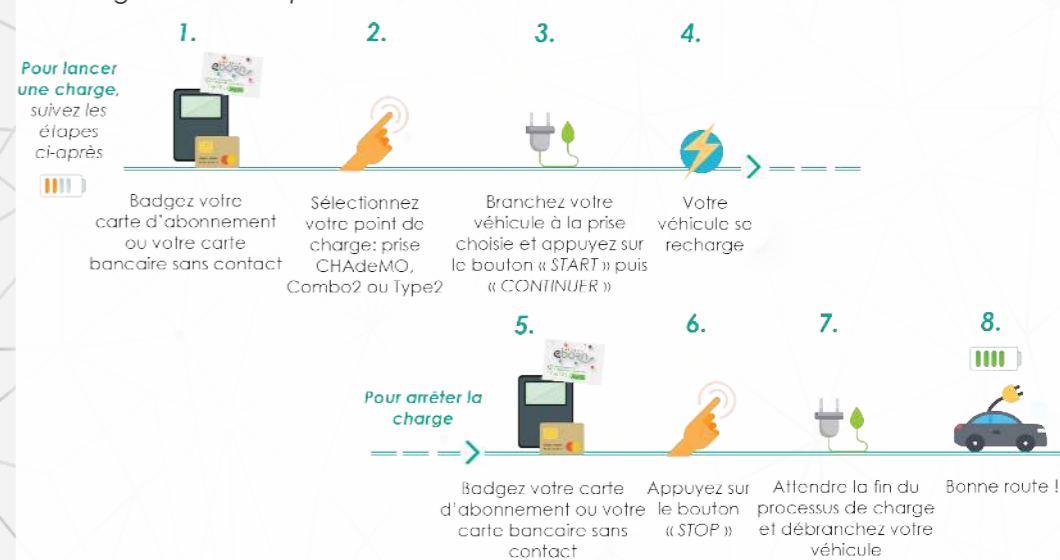 1.
2.
3.
4.
Pour lancer
une charge,
suivez les
étapes
ci-après
eborn
Badgez votre
carte d'abonnement
ou votre carte
bancaire sans contact
Sélectionnez
votre point de
charge: prise
CHAdeMO,
Combo2 ou Type2
Branchez votre
véhicule à la prise
choisie et appuyez sur
le bouton « START » puis
« CONTINUER »
Votre
véhicule se
recharge
5.
6.
7.
8.
Pour arrêter la
charge
eborn
Badgez votre carte
d'abonnement ou votre
carte bancaire sans
contact
Appuyez sur
le bouton
« STOP »
Attendre la fin du
processus de charge
et débranchez votre
véhicule
Bonne route !